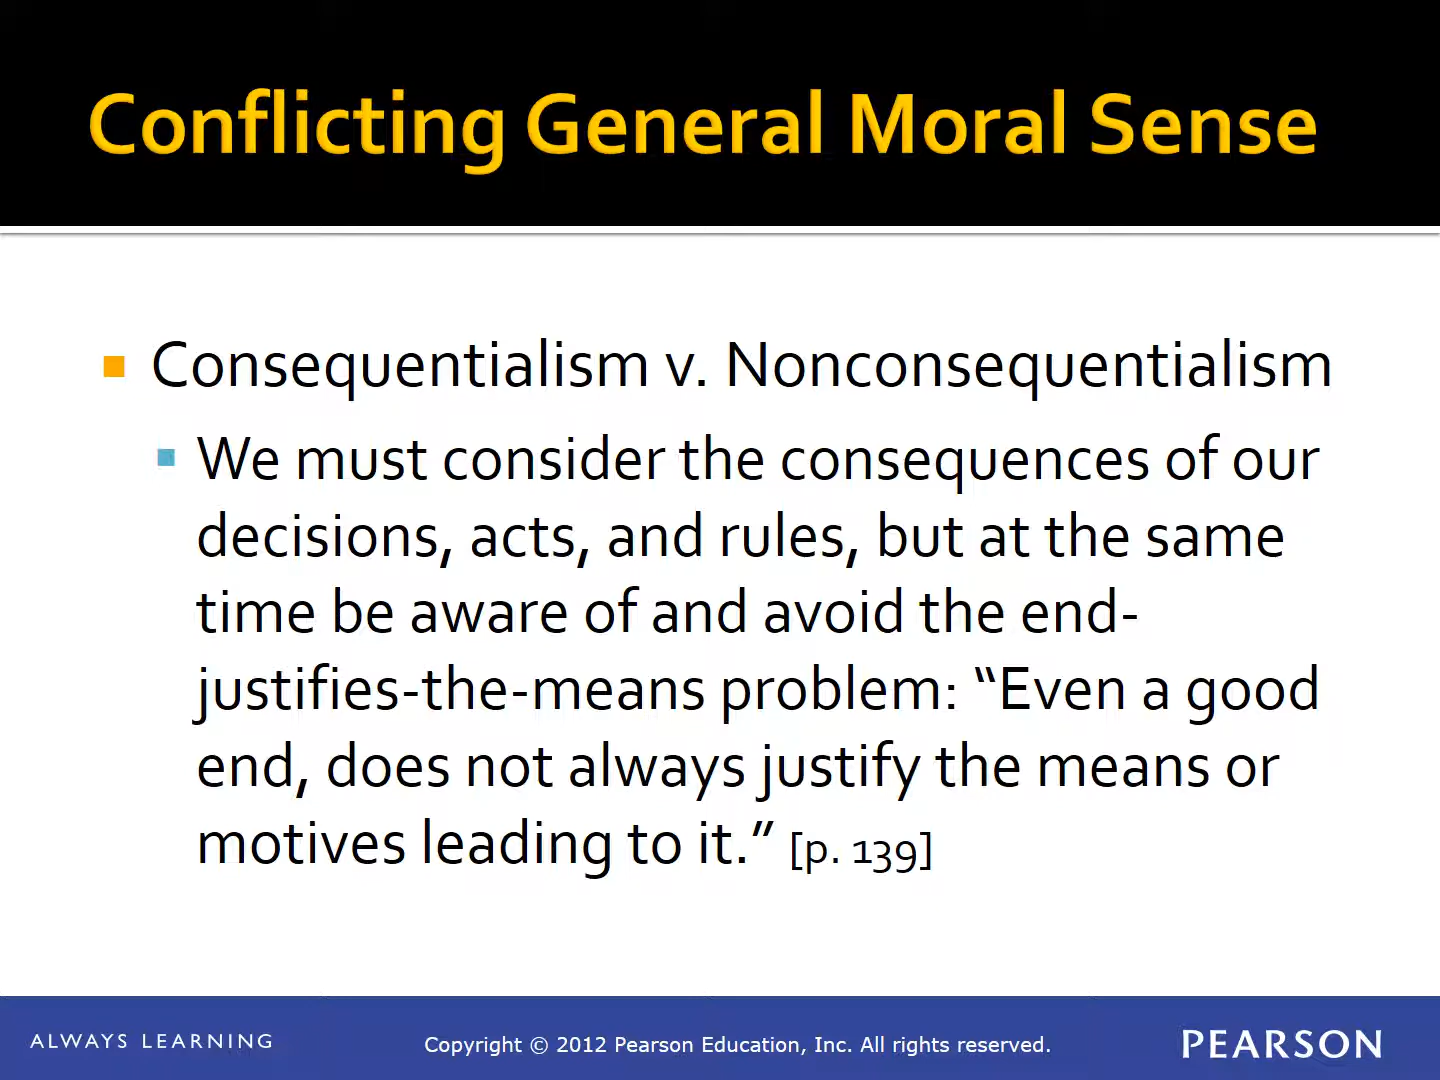 Conflicting General Moral Sense
Consequentialism v. Nonconsequentialism
We must consider the consequences of our
decisions, acts, and rules, but at the same
time be aware of and avoid the end-
justifies-the-means problem: “Even a good
end, does not always justify the means or
motives leading to it.” [p. 139]
ALWAYS LEARNING
Copyright © 2012 Pearson Education, Inc. All rights reserved.
PEARSON